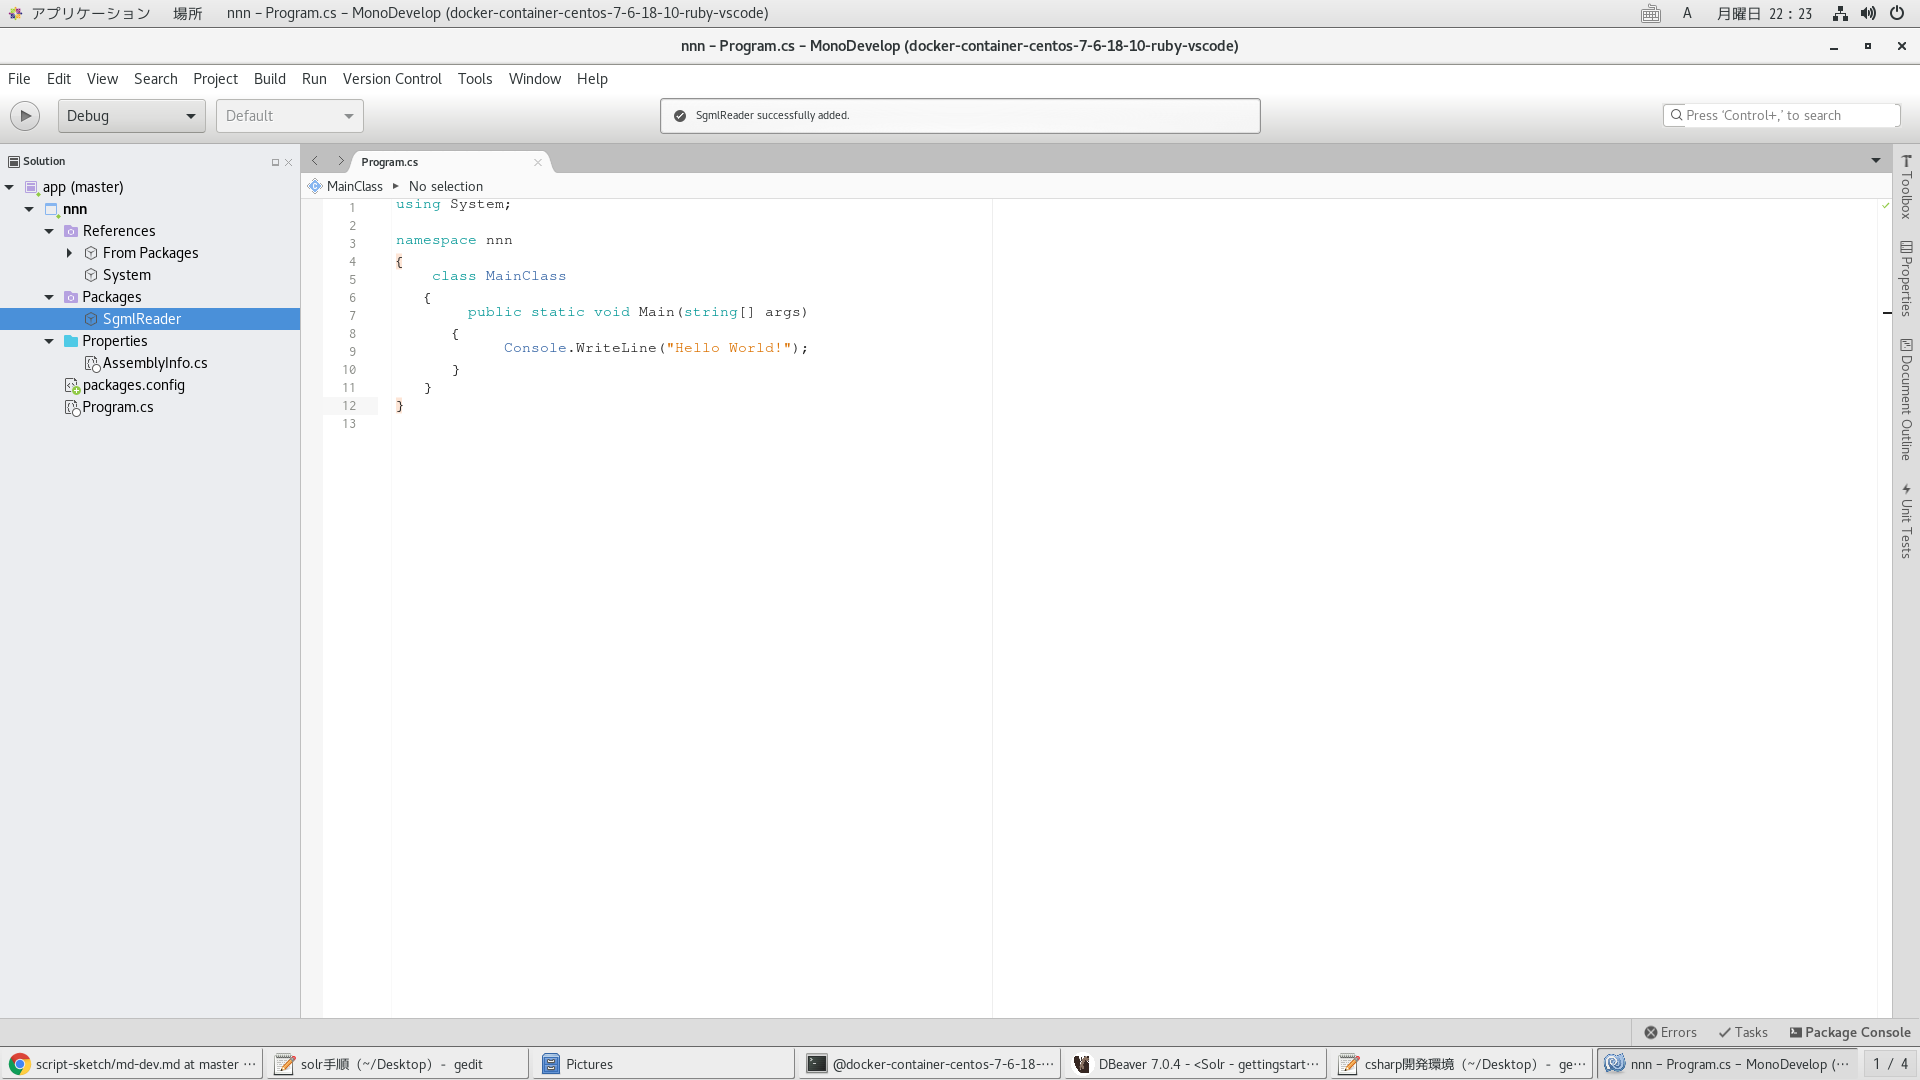 アプリケーション 場所 nnn – Program.cs – MonoDevelop (docker-container-centos-7-6-18-10-ruby-vscode) A 月曜日 22：23
nnn – Program.cs – MonoDevelop (docker-container-centos-7-6-18-10-ruby-vscode)
File Edit View Search Project Build Run Version Control Tools Window Help
Debug Default SgmlReader successfully added. Press 'Control+,' to search
Solution
app (master)
nnn
References
From Packages
System
Packages
SgmlReader
Properties
AssemblyInfo.cs
packages.config
Program.cs
Program.cs
MainClass ▸ No selection
1 using System;
2
3 namespace nnn
4 {
5 class MainClass
6 {
7 public static void Main(string[] args)
8 {
9 Console.WriteLine("Hello World!");
10 }
11 }
12 }
13
Toolbox
Properties
Document Outline
Unit Tests
Errors Tasks Package Console
script-sketch/md-dev.md at master … solr手順（~/Desktop） - gedit Pictures @docker-container-centos-7-6-18-… DBeaver 7.0.4 - <Solr - gettingstart… csharp開発環境（~/Desktop） - ge… nnn – Program.cs – MonoDevelop (… 1 / 4